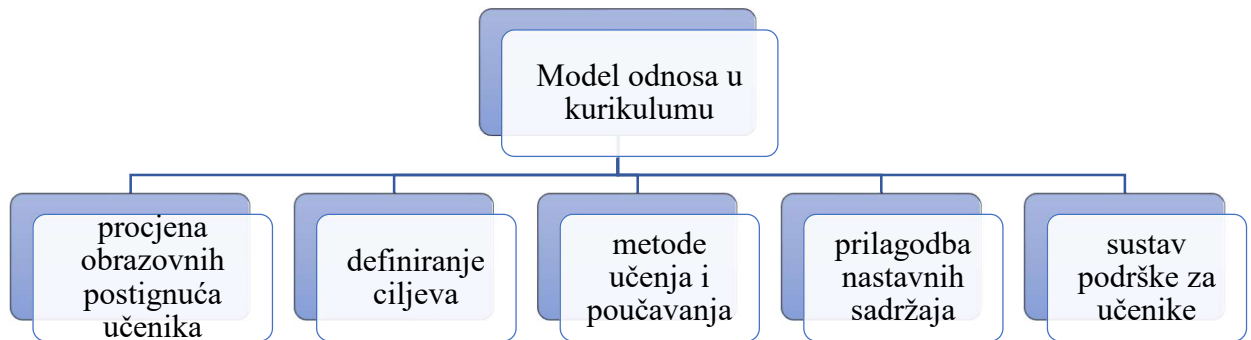 Model odnosa u
kurikulumu
procjena
obrazovnih
postignuća
učenika
definiranje
ciljeva
metode
učenja i
poučavanja
prilagodba
nastavnih
sadržaja
sustav
podrške za
učenike